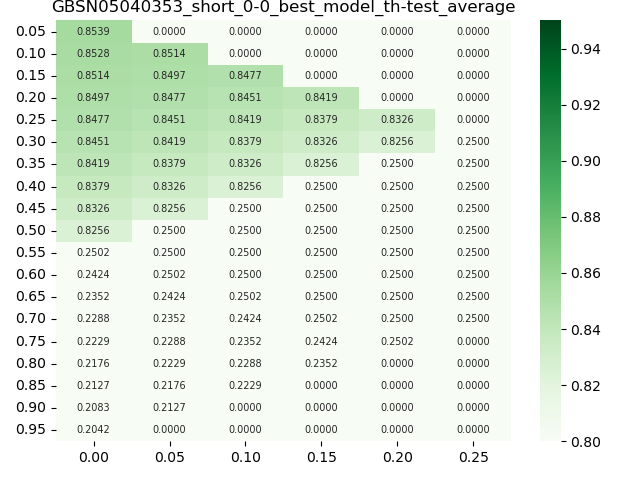 GBSN05040353_short_0-0_best_model_th-test_average
0.05 0.8539 0.0000 0.0000 0.0000 0.0000 0.0000
0.10 0.8528 0.8514 0.0000 0.0000 0.0000 0.0000
0.15 0.8514 0.8497 0.8477 0.0000 0.0000 0.0000
0.20 0.8497 0.8477 0.8451 0.8419 0.0000 0.0000
0.25 0.8477 0.8451 0.8419 0.8379 0.8326 0.0000
0.30 0.8451 0.8419 0.8379 0.8326 0.8256 0.2500
0.35 0.8419 0.8379 0.8326 0.8256 0.2500 0.2500
0.40 0.8379 0.8326 0.8256 0.2500 0.2500 0.2500
0.45 0.8326 0.8256 0.2500 0.2500 0.2500 0.2500
0.50 0.8256 0.2500 0.2500 0.2500 0.2500 0.2500
0.55 0.2502 0.2500 0.2500 0.2500 0.2500 0.2500
0.60 0.2424 0.2502 0.2500 0.2500 0.2500 0.2500
0.65 0.2352 0.2424 0.2502 0.2500 0.2500 0.2500
0.70 0.2288 0.2352 0.2424 0.2502 0.2500 0.2500
0.75 0.2229 0.2288 0.2352 0.2424 0.2502 0.0000
0.80 0.2176 0.2229 0.2288 0.2352 0.0000 0.0000
0.85 0.2127 0.2176 0.2229 0.0000 0.0000 0.0000
0.90 0.2083 0.2127 0.0000 0.0000 0.0000 0.0000
0.95 0.2042 0.0000 0.0000 0.0000 0.0000 0.0000
0.00 0.05 0.10 0.15 0.20 0.25
0.94
0.92
0.90
0.88
0.86
0.84
0.82
0.80